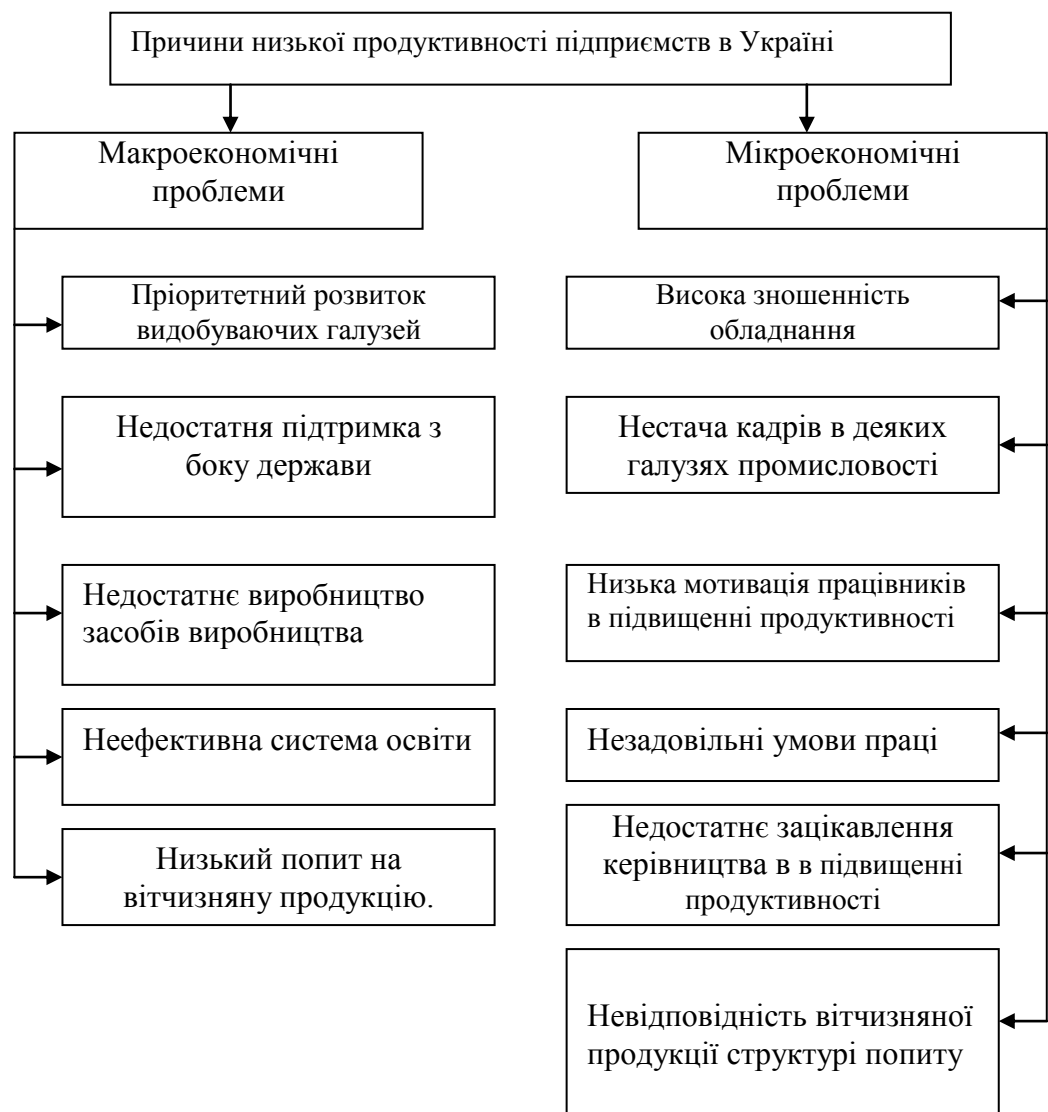 Причини низької продуктивності підприємств в Україні
Макроекономічні
проблеми
Пріоритетний розвиток
видобуваючих галузей
Недостатня підтримка з
боку держави
Недостатнє виробництво
засобів виробництва
Неефективна система освіти
Низький попит на
вітчизняну продукцію.
Мікроекономічні
проблеми
Висока зношенність
обладнання
Нестача кадрів в деяких
галузях промисловості
Низька мотивація працівників
в підвищенні продуктивності
Незадовільні умови праці
Недостатнє зацікавлення
керівництва в в підвищенні
продуктивності
Невідповідність вітчизняної
продукції структурі попиту